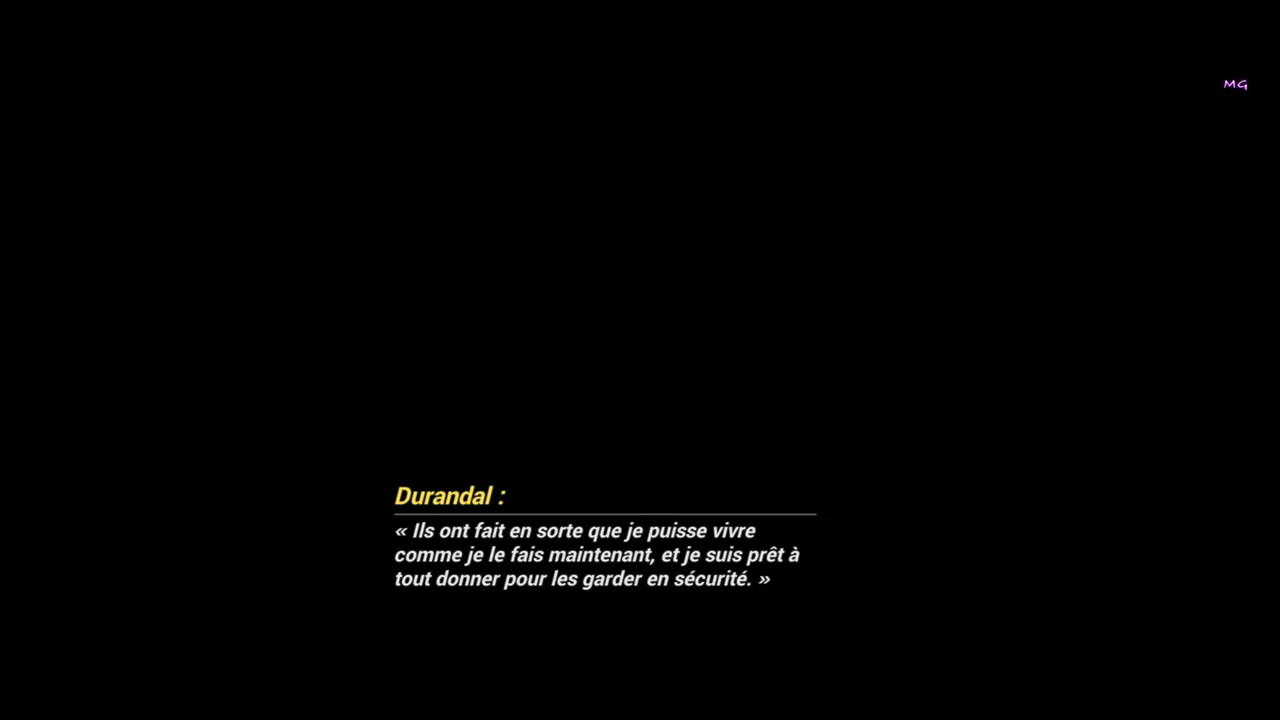 MG
Durandal :
« Ils ont fait en sorte que je puisse vivre
comme je le fais maintenant, et je suis prêt à
tout donner pour les garder en sécurité. »